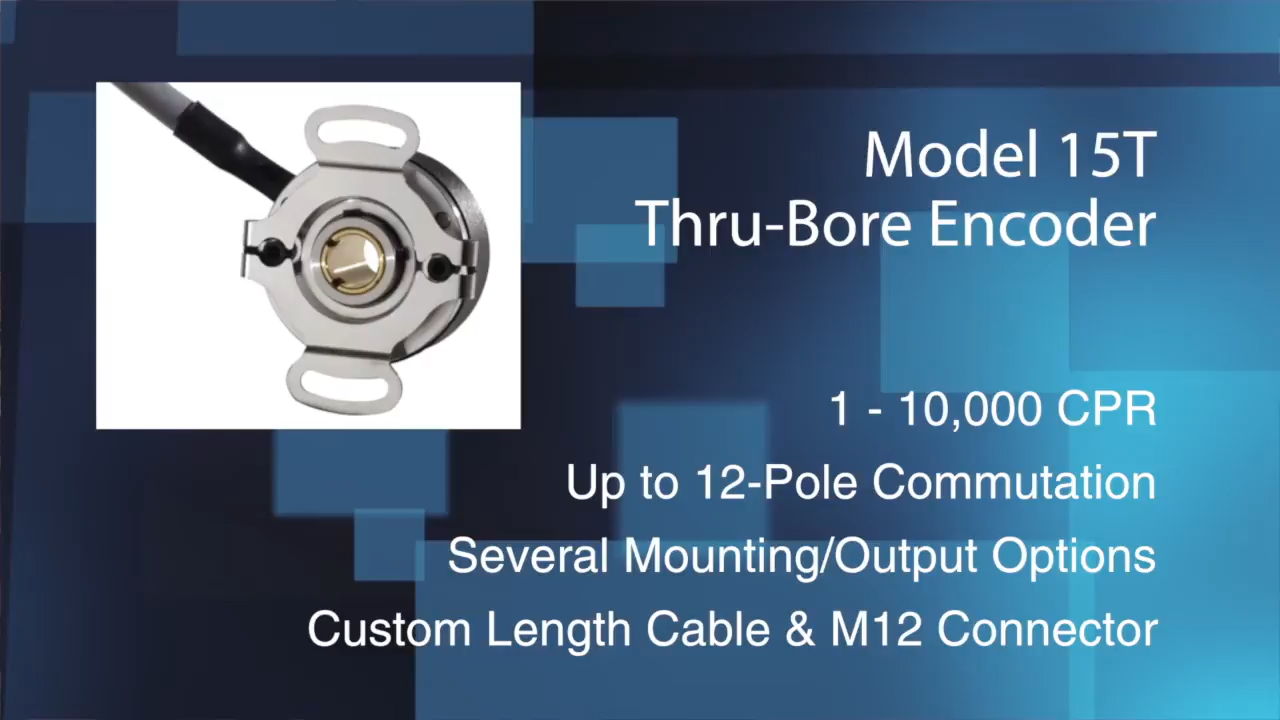 Model 15T
Thru-Bore Encoder
1 - 10,000 CPR
Up to 12-Pole Commutation
Several Mounting/Output Options
Custom Length Cable & M12 Connector